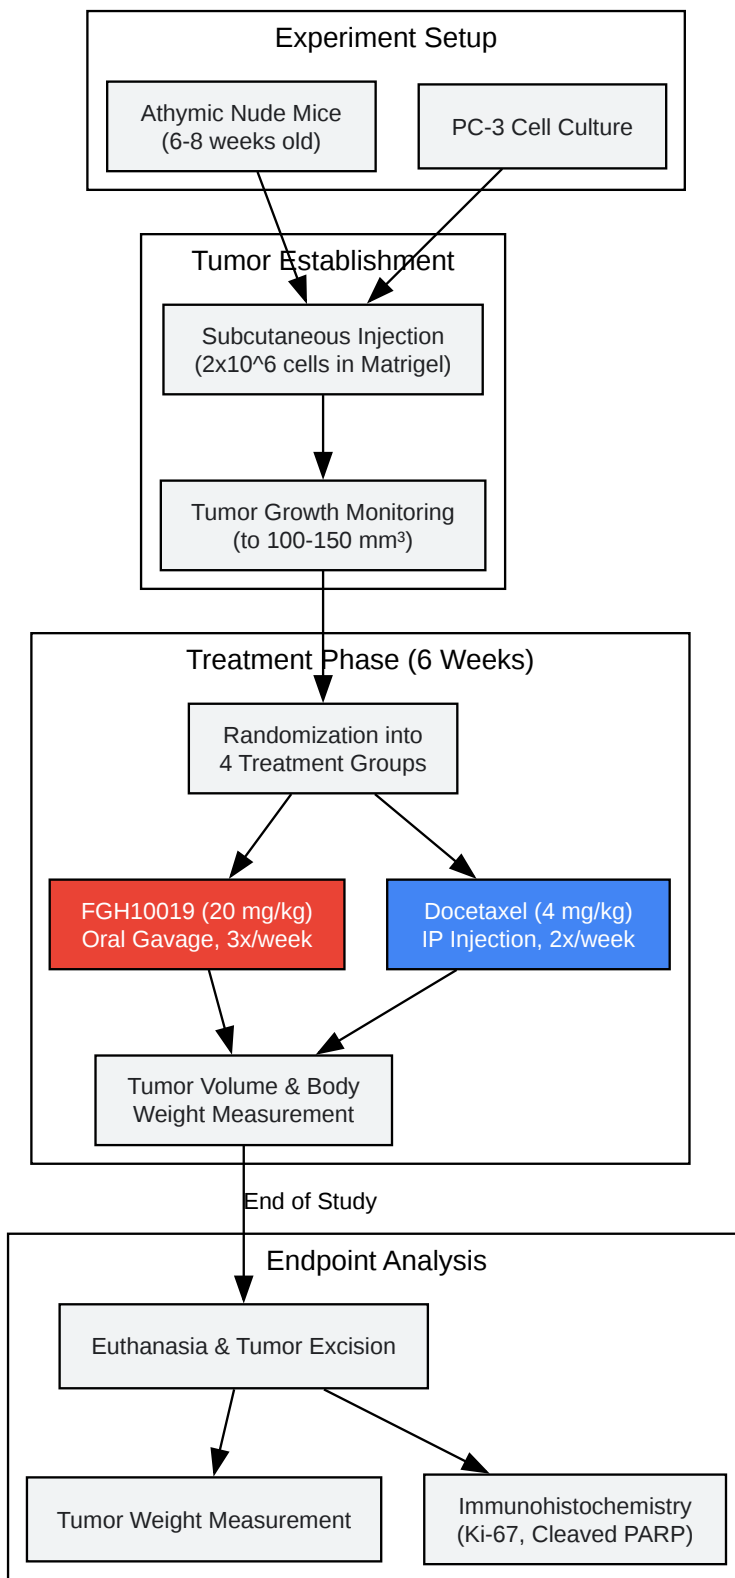 Experiment Setup
Athymic Nude Mice
(6-8 weeks old)
PC-3 Cell Culture
Tumor Establishment
Subcutaneous Injection
(2x10^6 cells in Matrigel)
Tumor Growth Monitoring
(to 100-150 mm³)
Treatment Phase (6 Weeks)
Randomization into
4 Treatment Groups
FGH10019 (20 mg/kg)
Oral Gavage, 3x/week
Docetaxel (4 mg/kg)
IP Injection, 2x/week
Tumor Volume & Body
Weight Measurement
End of Study
Endpoint Analysis
Euthanasia & Tumor Excision
Tumor Weight Measurement
Immunohistochemistry
(Ki-67, Cleaved PARP)